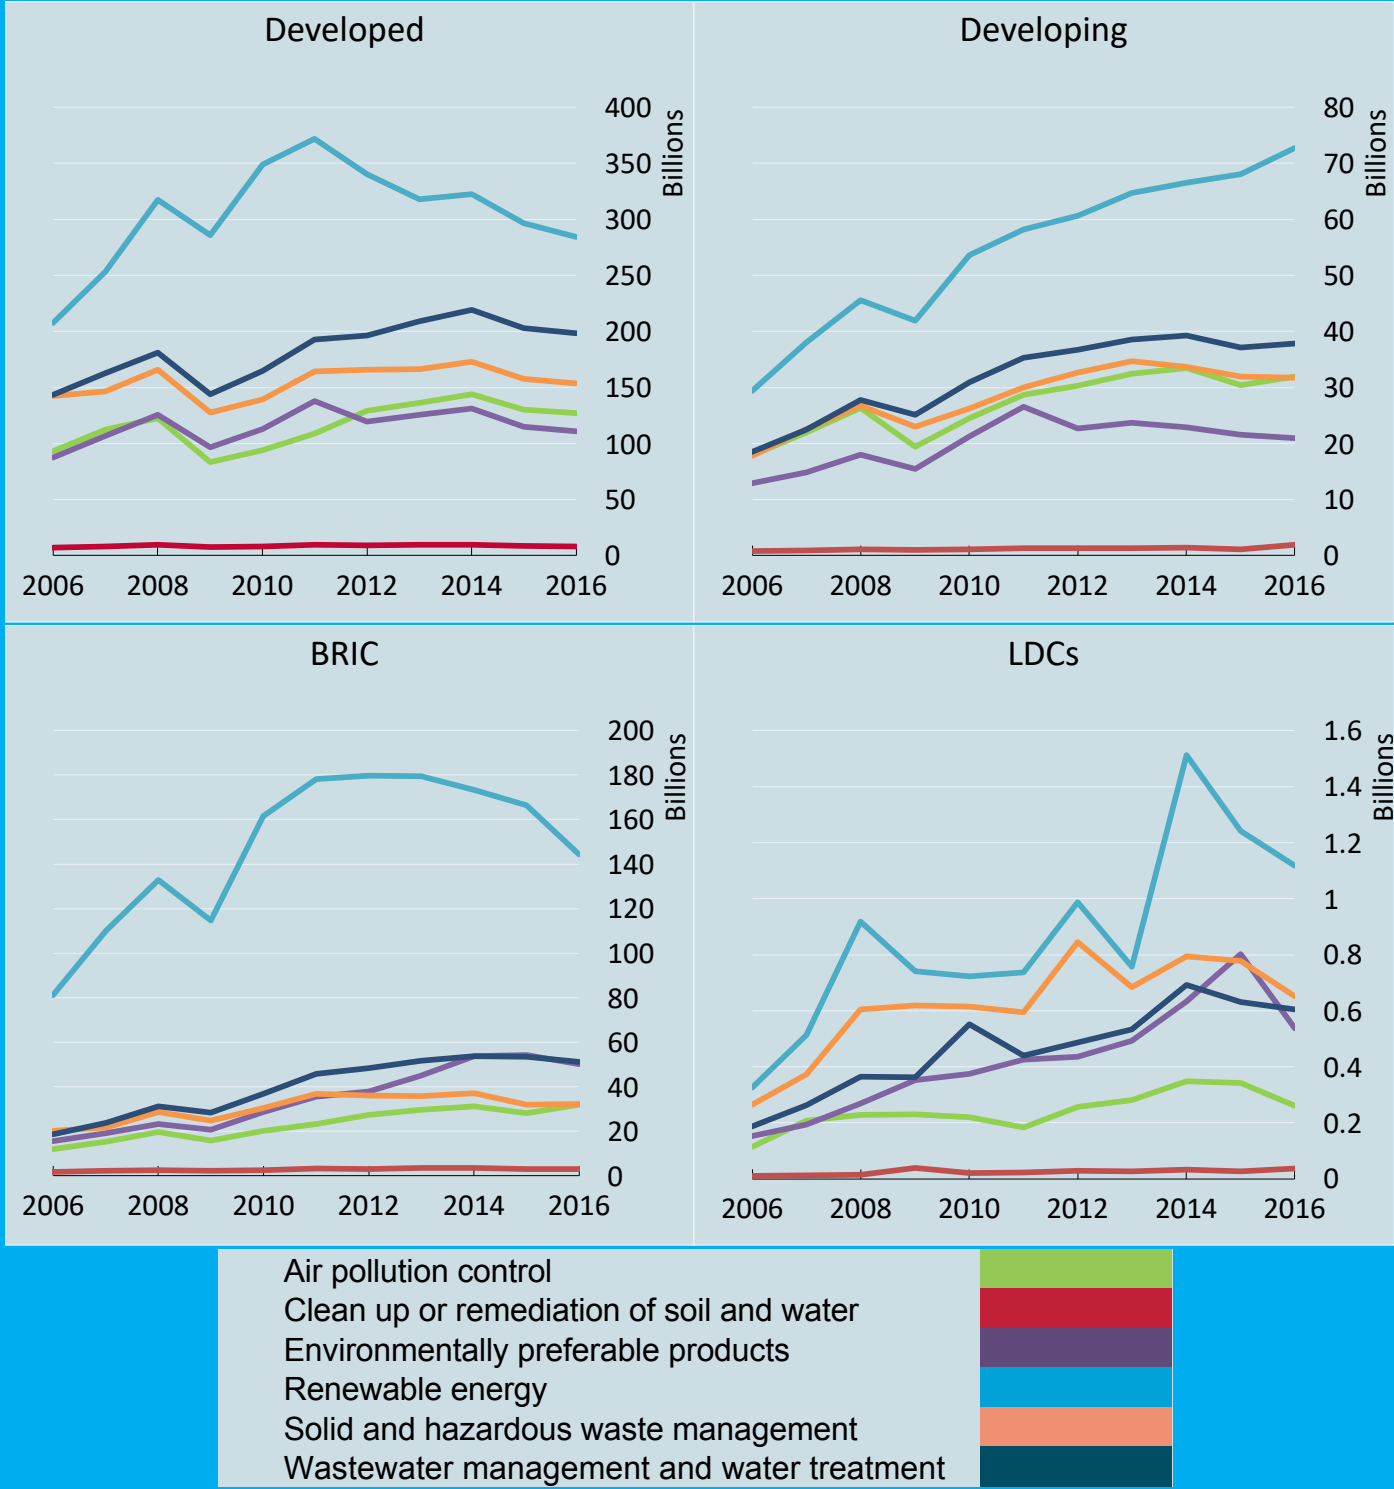 Developed
400
350
300
250
200
150
100
50
0
Billions
2006 2008 2010 2012 2014 2016
Developing
80
70
60
50
40
30
20
10
0
Billions
2006 2008 2010 2012 2014 2016
BRIC
200
180
160
140
120
100
80
60
40
20
0
Billions
2006 2008 2010 2012 2014 2016
LDCs
1.6
1.4
1.2
1
0.8
0.6
0.4
0.2
0
Billions
2006 2008 2010 2012 2014 2016
Air pollution control
Clean up or remediation of soil and water
Environmentally preferable products
Renewable energy
Solid and hazardous waste management
Wastewater management and water treatment